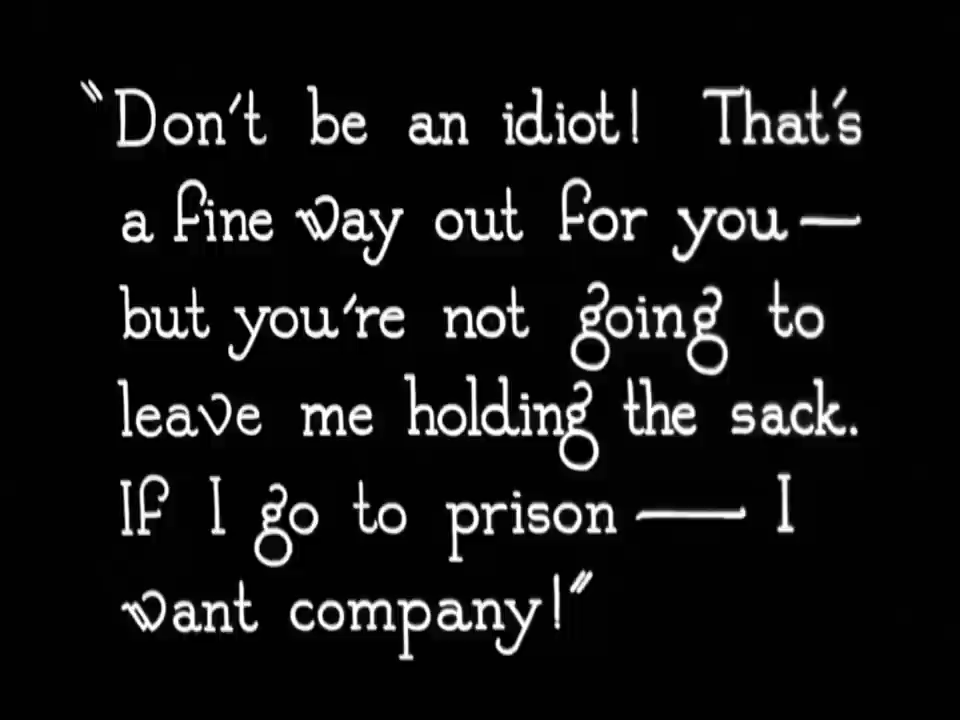 "Don't be an idiot! That's
a fine way out for you—
but you're not going to
leave me holding the sack.
If I go to prison—— I
want company!"